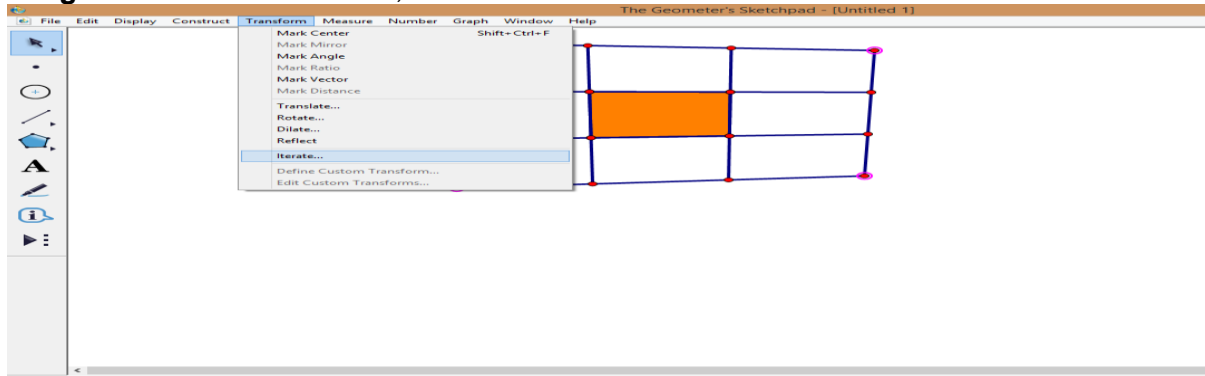 The Geometer's Sketchpad - [Untitled 1]
File Edit Display Construct Transform Measure Number Graph Window Help
Mark Center Shift+Ctrl+F
Mark Mirror
Mark Angle
Mark Ratio
Mark Vector
Mark Distance
Translate...
Rotate...
Dilate...
Reflect
Iterate...
Define Custom Transform...
Edit Custom Transforms...
A